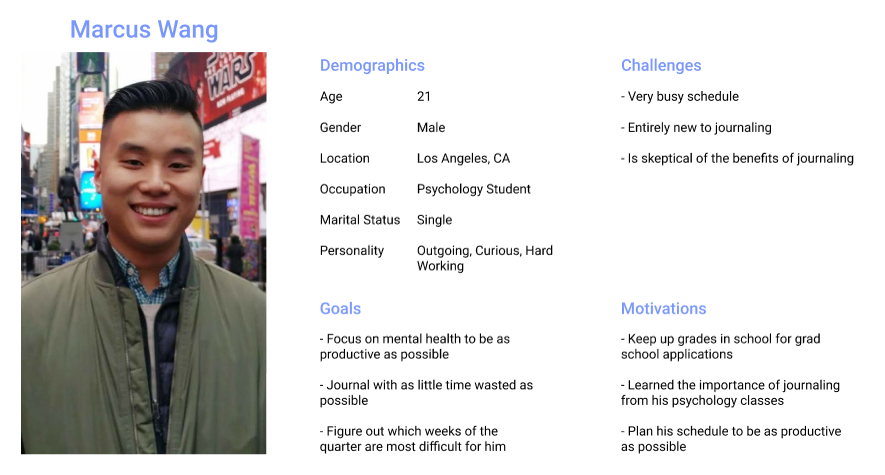 Marcus Wang
STAR
WARS
Demographics
Age 21
Gender Male
Location Los Angeles, CA
Occupation Psychology Student
Marital Status Single
Personality Outgoing, Curious, Hard
Working
Challenges
- Very busy schedule
- Entirely new to journaling
- Is skeptical of the benefits of journaling
Goals
- Focus on mental health to be as
productive as possible
- Journal with as little time wasted as
possible
- Figure out which weeks of the
quarter are most difficult for him
Motivations
- Keep up grades in school for grad
school applications
- Learned the importance of journaling
from his psychology classes
- Plan his schedule to be as productive
as possible